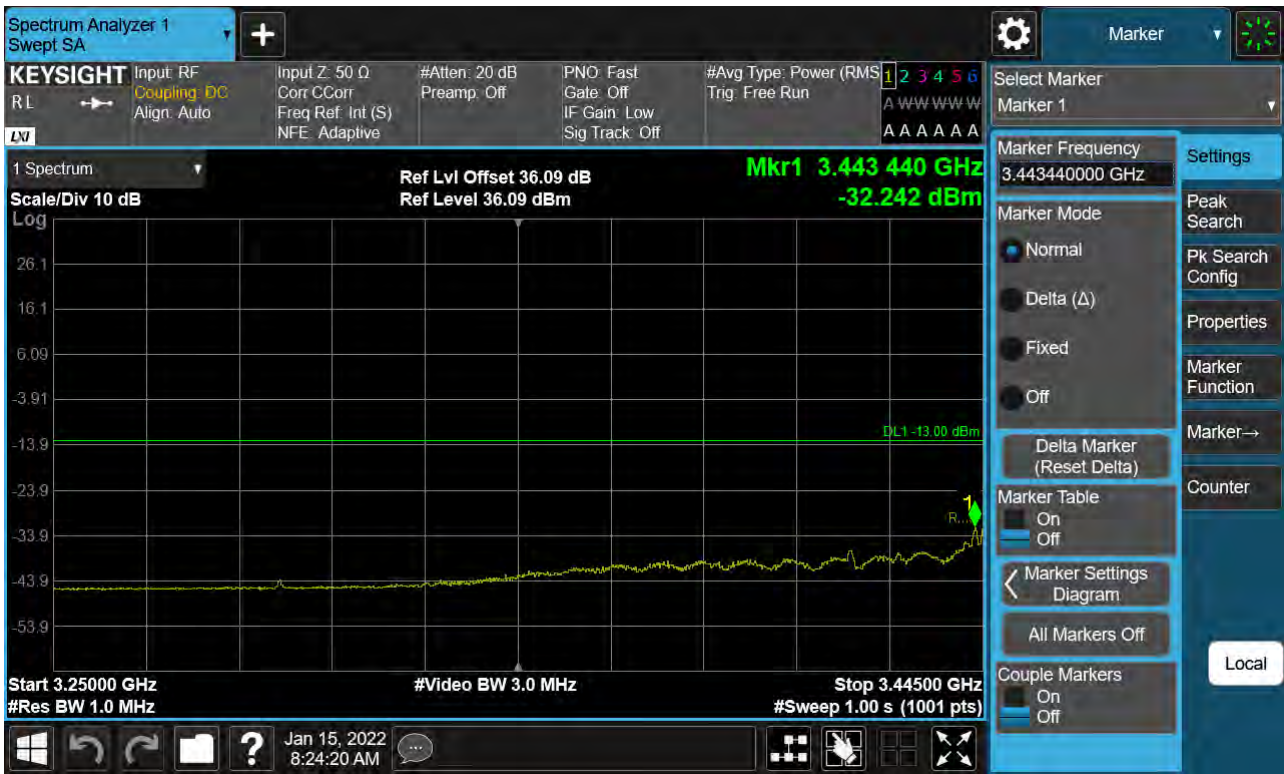 Spectrum Analyzer 1
Swept SA
Marker
KEYSIGHT
R L
LXI
Input: RF
Coupling: DC
Align: Auto
Input Z: 50 Ω
Corr CCorr
Freq Ref: Int (S)
NFE: Adaptive
#Atten: 20 dB
Preamp: Off
PNO: Fast
Gate: Off
IF Gain: Low
Sig Track: Off
#Avg Type: Power (RMS
Trig: Free Run
1 2 3 4 5 6
A W W W W W
A A A A A A
Select Marker
Marker 1
1 Spectrum
Scale/Div 10 dB
Log
Ref Lvl Offset 36.09 dB
Ref Level 36.09 dBm
Mkr1 3.443 440 GHz
-32.242 dBm
26.1
16.1
6.09
-3.91
-13.9
-23.9
-33.9
-43.9
-53.9
DL1 -13.00 dBm
1
R...
Start 3.25000 GHz
#Res BW 1.0 MHz
#Video BW 3.0 MHz
Stop 3.44500 GHz
#Sweep 1.00 s (1001 pts)
Marker Frequency
3.443440000 GHz
Marker Mode
Normal
Delta (Δ)
Fixed
Off
Delta Marker
(Reset Delta)
Marker Table
On
Off
Marker Settings
Diagram
All Markers Off
Couple Markers
On
Off
Settings
Peak
Search
Pk Search
Config
Properties
Marker
Function
Marker→
Counter
Local
?
Jan 15, 2022
8:24:20 AM